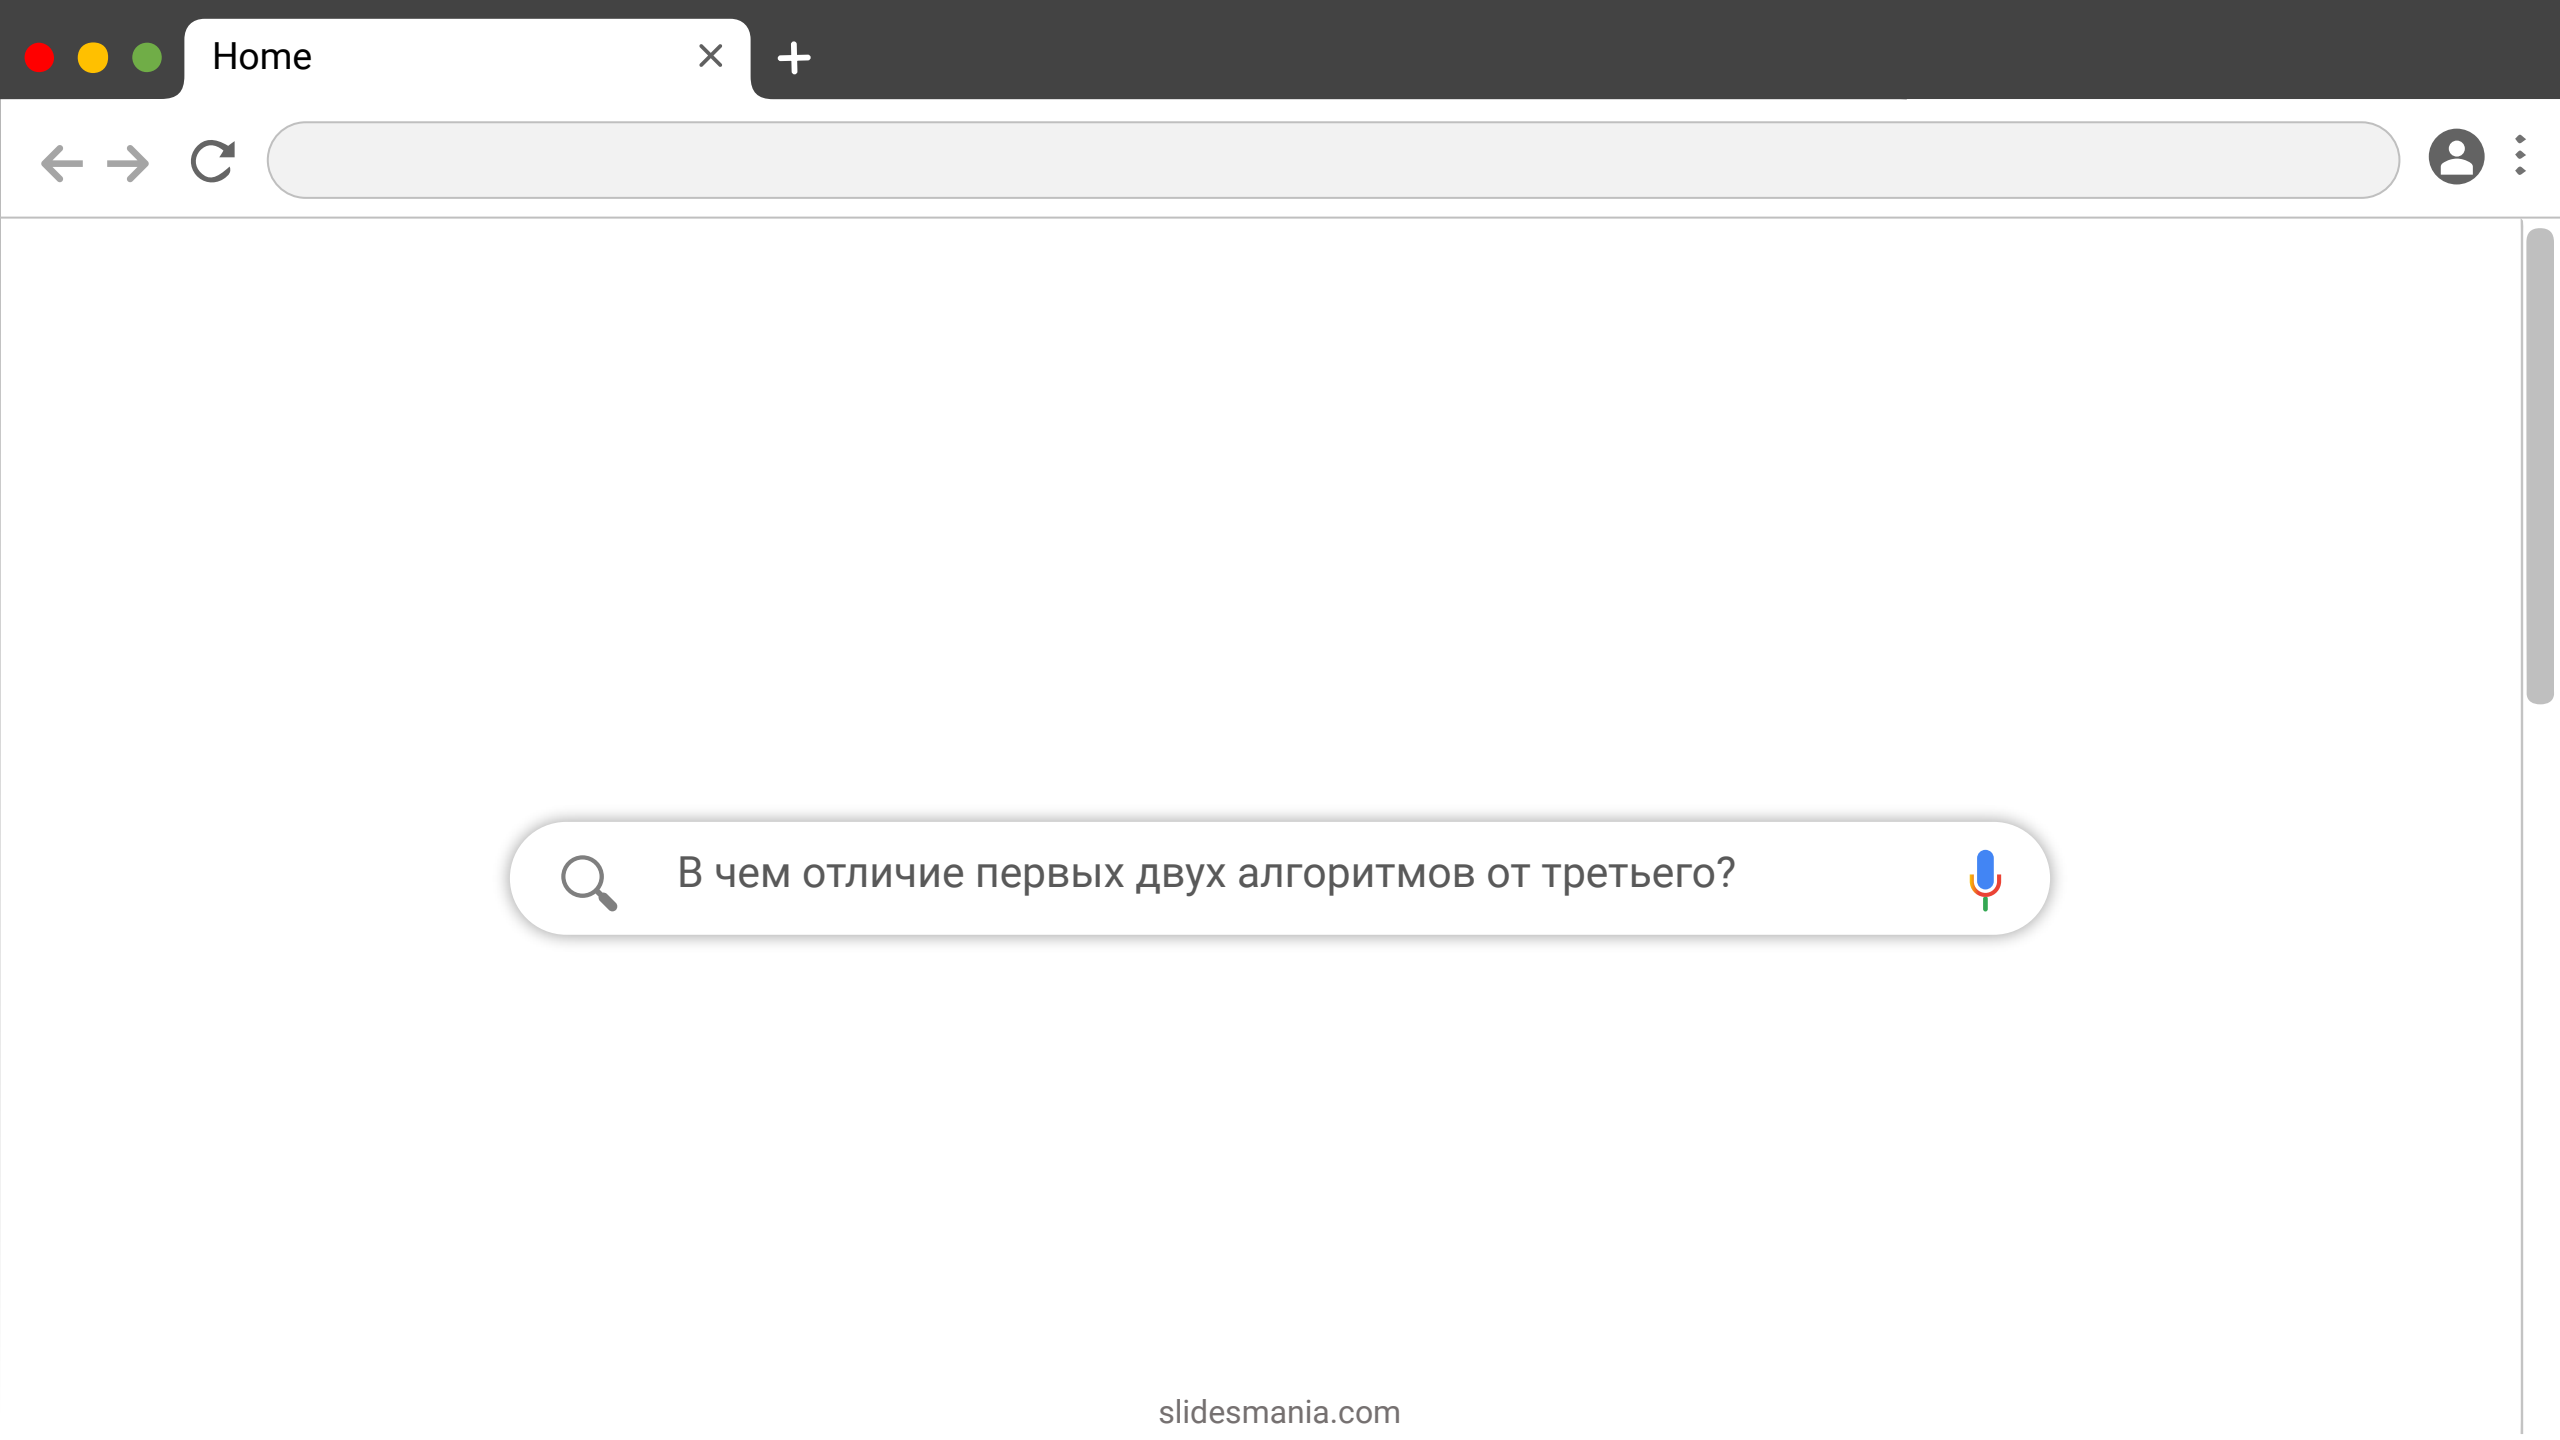 Home
В чем отличие первых двух алгоритмов от третьего?
slidesmania.com